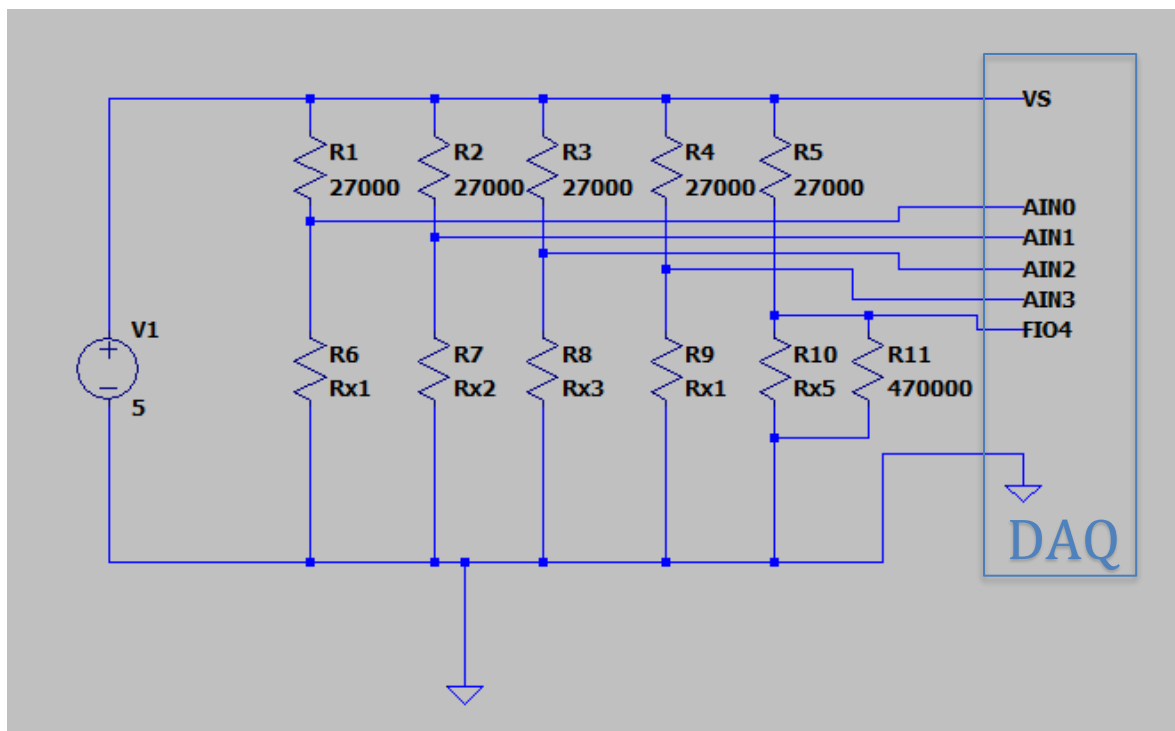 VS
R1
R2
R3
R4
R5
27000
27000
27000
27000
27000
AIN0
AIN1
AIN2
AIN3
FIO4
V1
5
R6
R7
R8
R9
R10
R11
Rx1
Rx2
Rx3
Rx1
Rx5
470000
DAQ